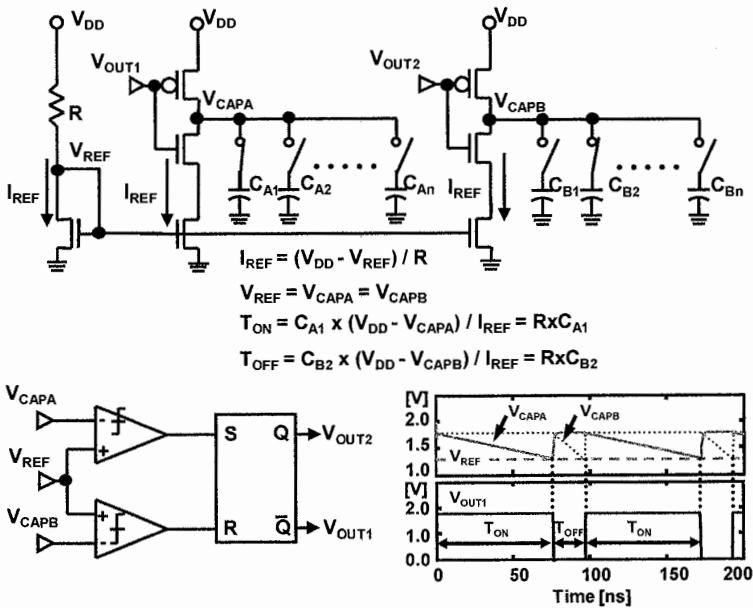 VDD
VDD
VDD
VOUT1
VOUT2
R
VCAPA
VCAPB
VREF
IREF
IREF
CA1
CA2
CAn
IREF
CB1
CB2
CBn
IREF = (VDD - VREF) / R
VREF = VCAPA = VCAPB
TON = CA1 x (VDD - VCAPA) / IREF = RxCA1
TOFF = CB2 x (VDD - VCAPB) / IREF = RxCB2
VCAPA
VREF
VCAPB
-
+
+
-
S
Q
R
Q̅
VOUT2
VOUT1
[V]
2.0
1.6
1.0
VCAPA
VCAPB
VREF
[V]
2.0
1.0
0.0
VOUT1
TON
TOFF
TON
0
50
100
150
200
Time [ns]